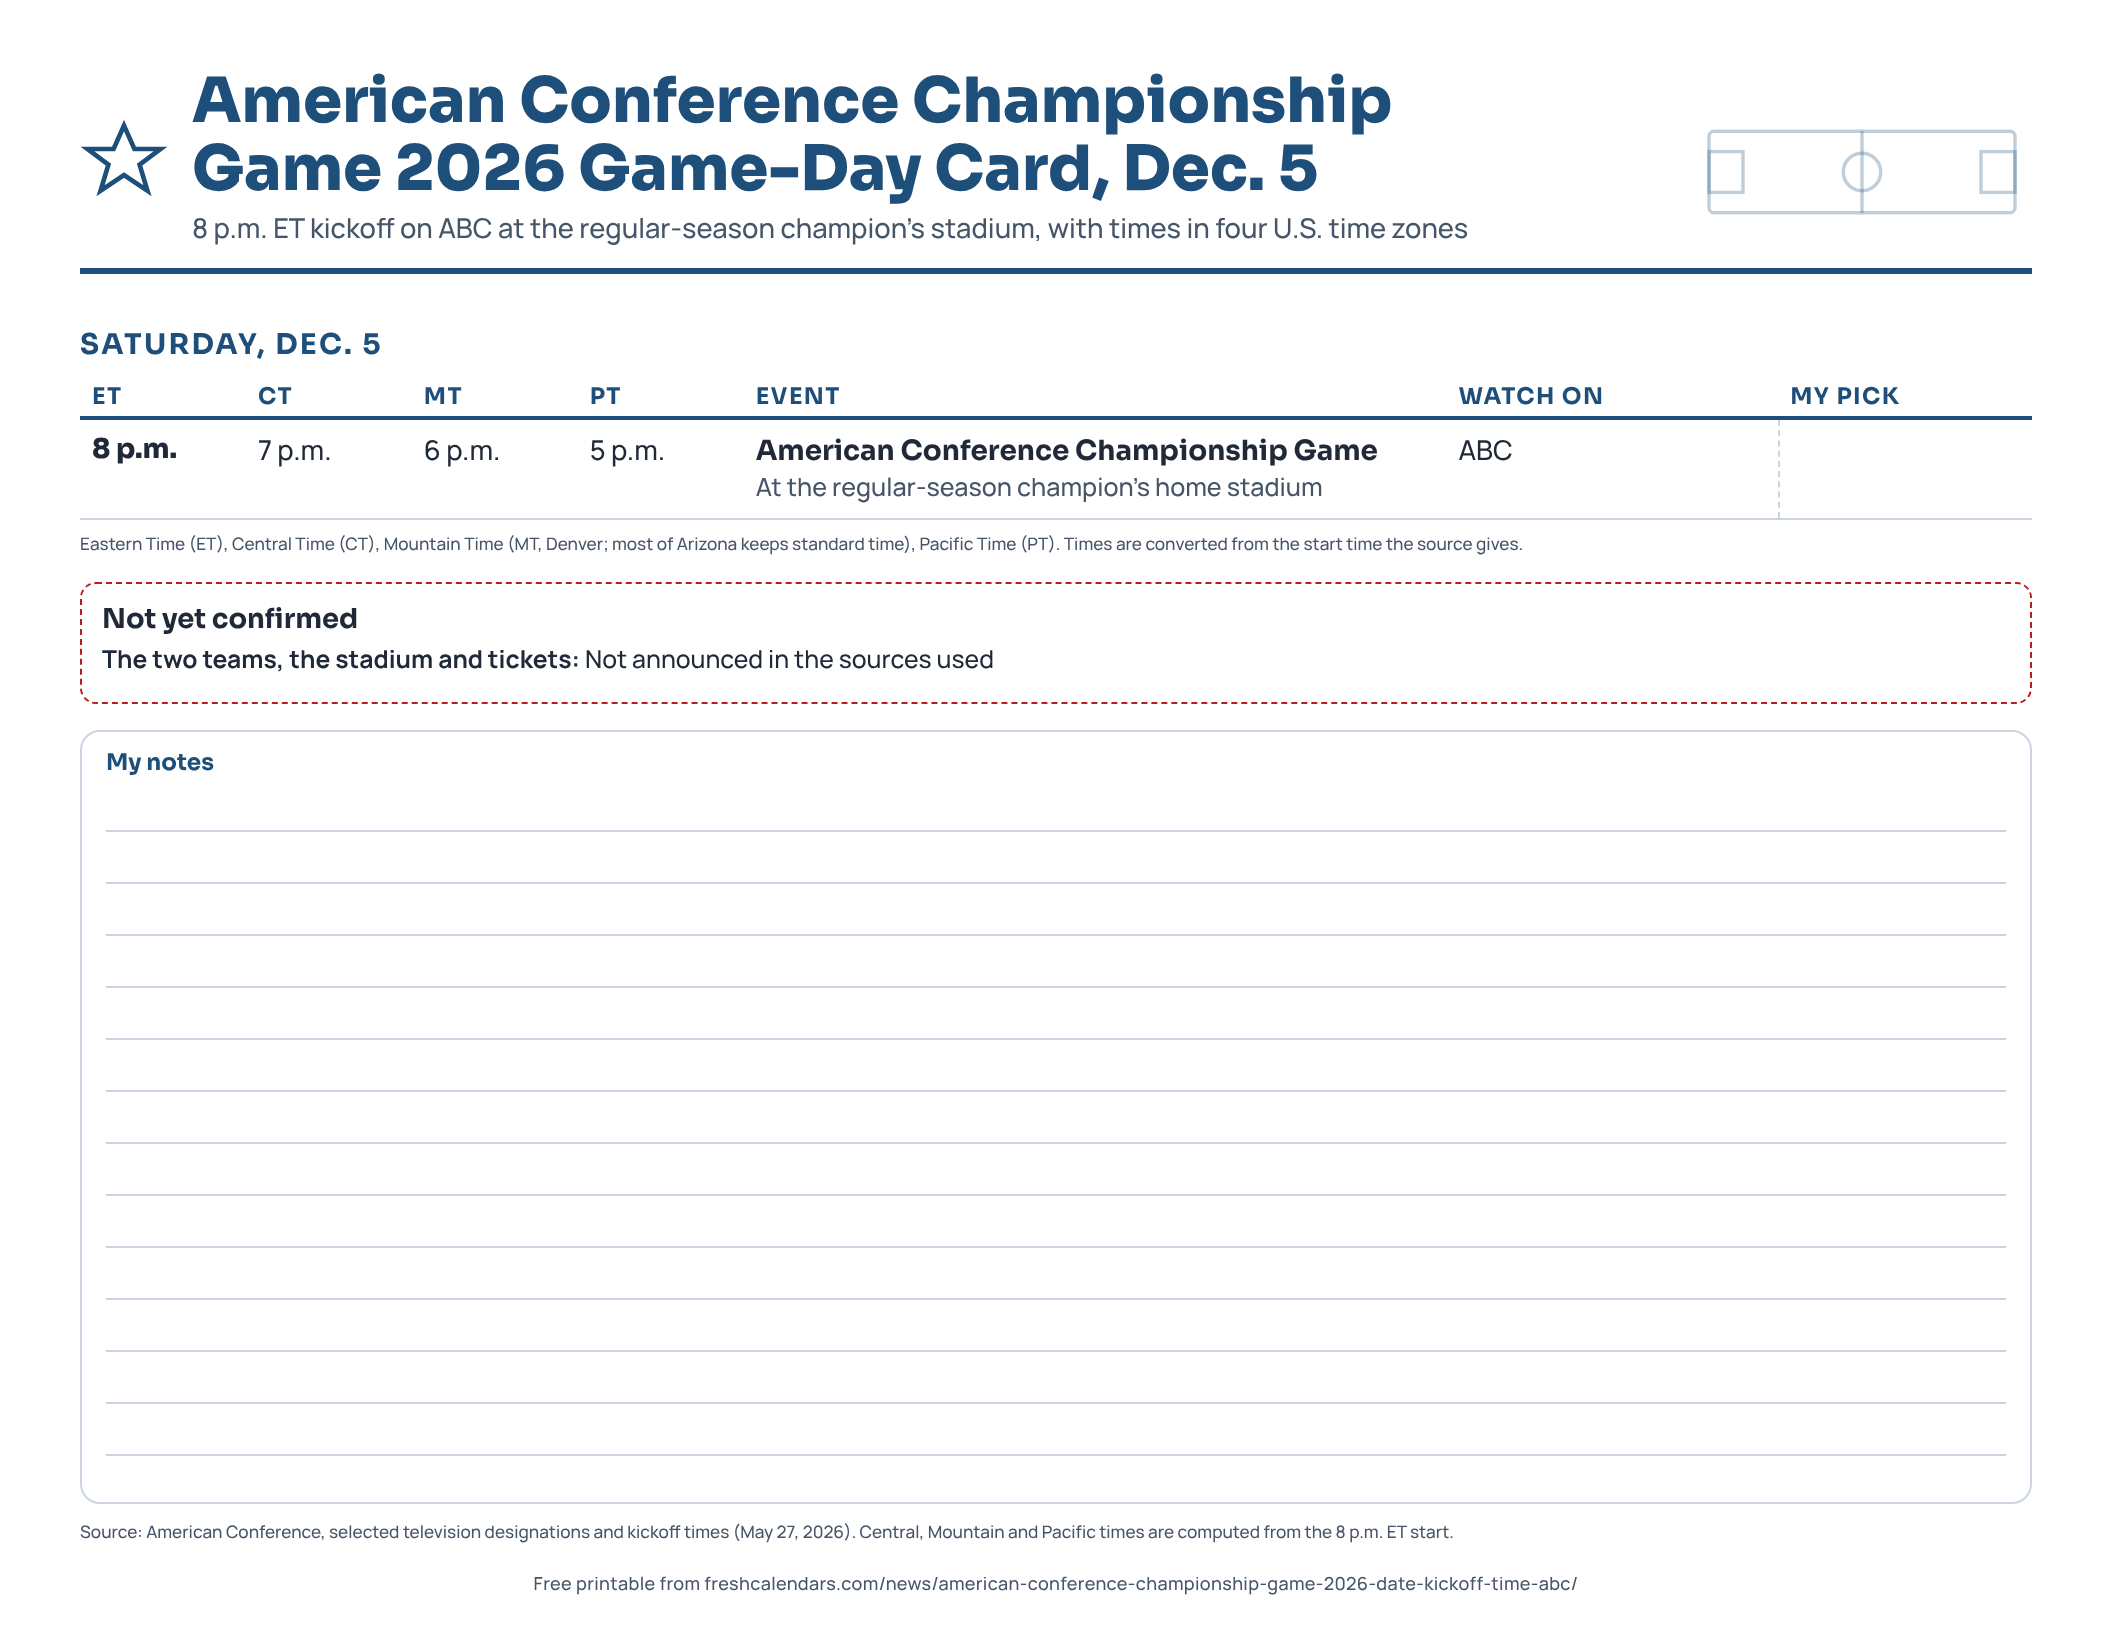 American Conference Championship
Game 2026 Game-Day Card, Dec. 5
8 p.m. ET kickoff on ABC at the regular-season champion’s stadium, with times in four U.S. time zones
SATURDAY, DEC. 5
ET CT MT PT EVENT WATCH ON MY PICK
8 p.m. 7 p.m. 6 p.m. 5 p.m. American Conference Championship Game ABC
At the regular-season champion’s home stadium
Eastern Time (ET), Central Time (CT), Mountain Time (MT, Denver; most of Arizona keeps standard time), Pacific Time (PT). Times are converted from the start time the source gives.
Not yet confirmed
The two teams, the stadium and tickets: Not announced in the sources used
My notes
Source: American Conference, selected television designations and kickoff times (May 27, 2026). Central, Mountain and Pacific times are computed from the 8 p.m. ET start.
Free printable from freshcalendars.com/news/american-conference-championship-game-2026-date-kickoff-time-abc/